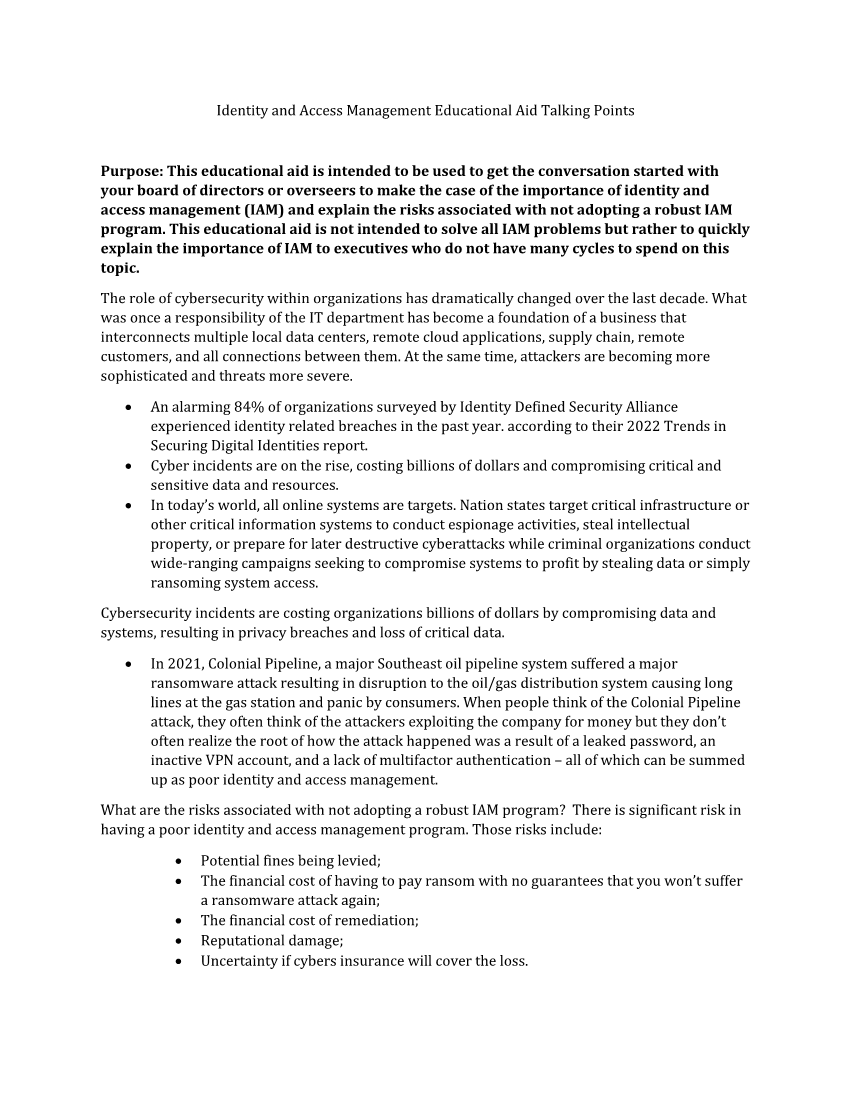 Identity and Access Management Educational Aid Talking Points
Purpose: This educational aid is intended to be used to get the conversation started with
your board of directors or overseers to make the case of the importance of identity and
access management (IAM) and explain the risks associated with not adopting a robust IAM
program. This educational aid is not intended to solve all IAM problems but rather to quickly
explain the importance of IAM to executives who do not have many cycles to spend on this
topic.
The role of cybersecurity within organizations has dramatically changed over the last decade. What
was once a responsibility of the IT department has become a foundation of a business that
interconnects multiple local data centers, remote cloud applications, supply chain, remote
customers, and all connections between them. At the same time, attackers are becoming more
sophisticated and threats more severe.
• An alarming 84% of organizations surveyed by Identity Defined Security Alliance
experienced identity related breaches in the past year. according to their 2022 Trends in
Securing Digital Identities report.
• Cyber incidents are on the rise, costing billions of dollars and compromising critical and
sensitive data and resources.
• In today’s world, all online systems are targets. Nation states target critical infrastructure or
other critical information systems to conduct espionage activities, steal intellectual
property, or prepare for later destructive cyberattacks while criminal organizations conduct
wide-ranging campaigns seeking to compromise systems to profit by stealing data or simply
ransoming system access.
Cybersecurity incidents are costing organizations billions of dollars by compromising data and
systems, resulting in privacy breaches and loss of critical data.
• In 2021, Colonial Pipeline, a major Southeast oil pipeline system suffered a major
ransomware attack resulting in disruption to the oil/gas distribution system causing long
lines at the gas station and panic by consumers. When people think of the Colonial Pipeline
attack, they often think of the attackers exploiting the company for money but they don’t
often realize the root of how the attack happened was a result of a leaked password, an
inactive VPN account, and a lack of multifactor authentication – all of which can be summed
up as poor identity and access management.
What are the risks associated with not adopting a robust IAM program?  There is significant risk in
having a poor identity and access management program. Those risks include:
• Potential fines being levied;
• The financial cost of having to pay ransom with no guarantees that you won’t suffer
a ransomware attack again;
• The financial cost of remediation;
• Reputational damage;
• Uncertainty if cybers insurance will cover the loss.